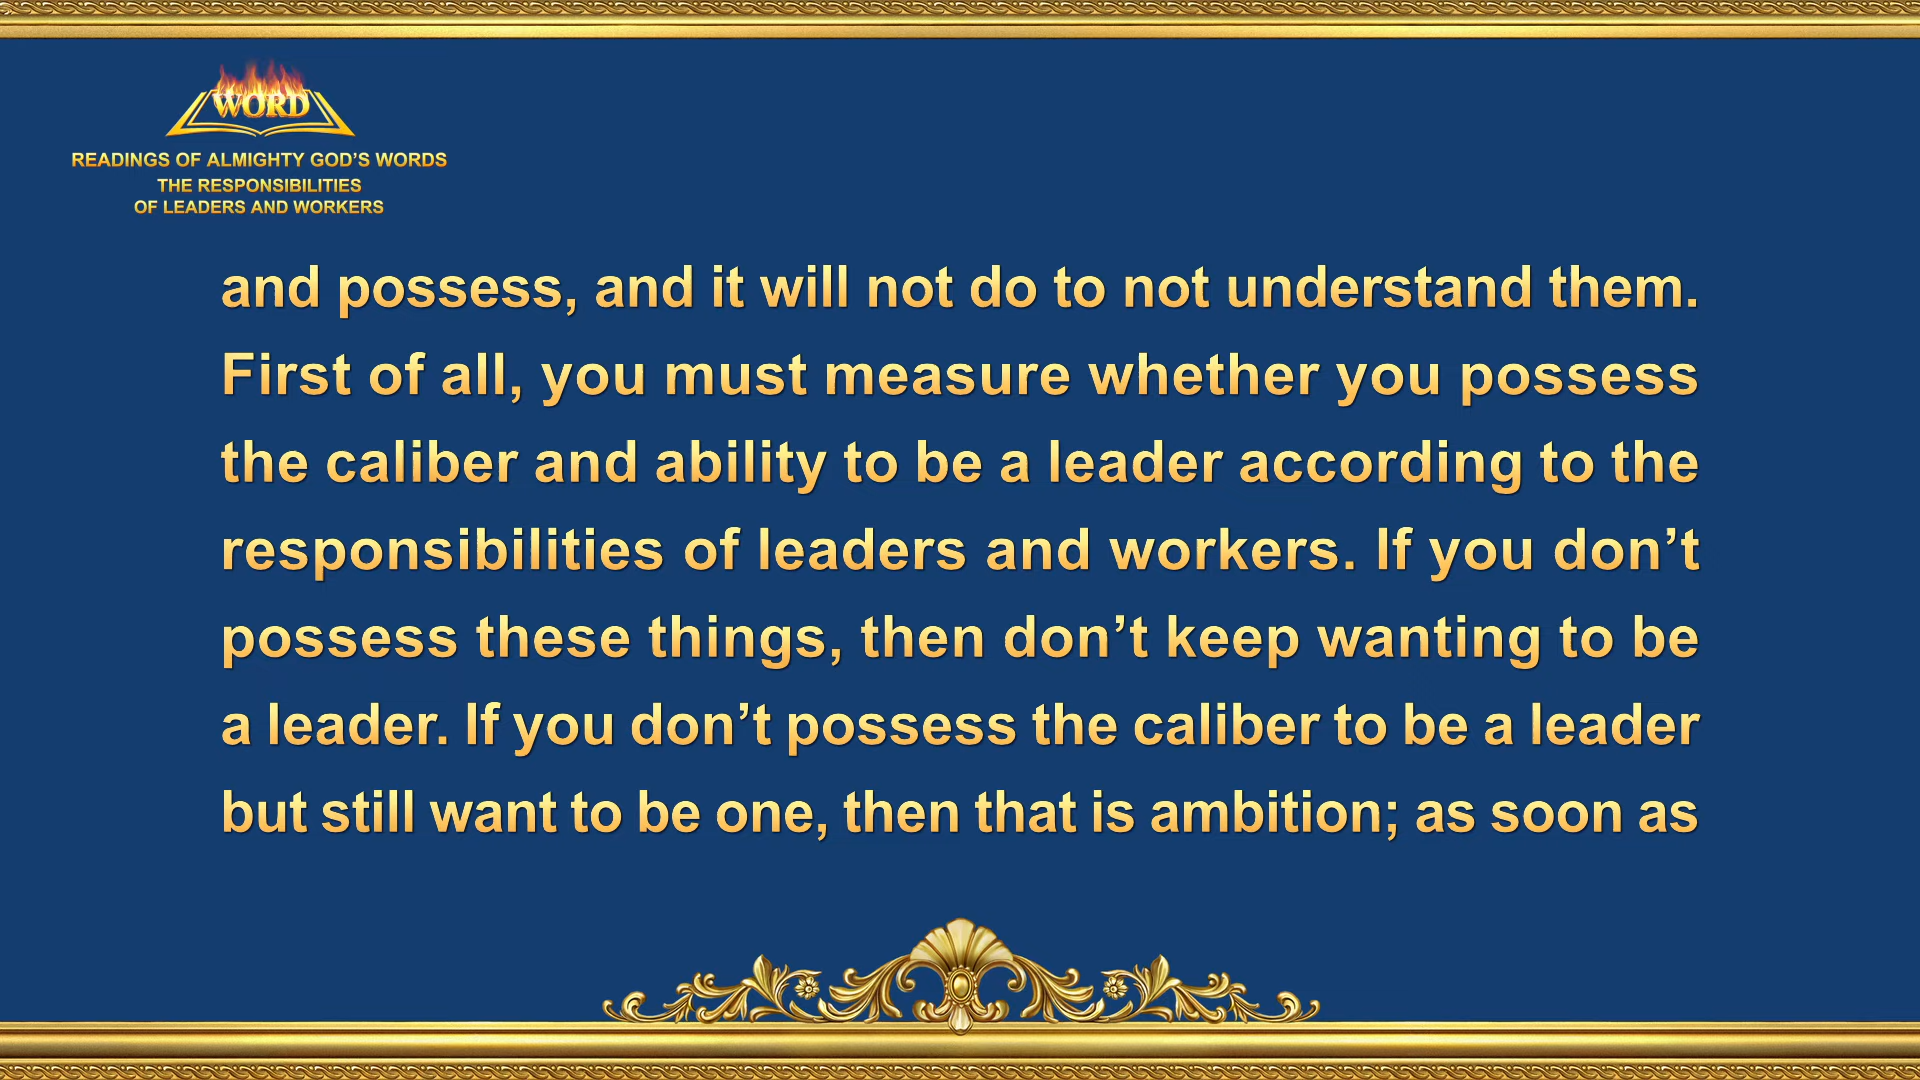 WORD
READINGS OF ALMIGHTY GOD’S WORDS
THE RESPONSIBILITIES
OF LEADERS AND WORKERS
and possess, and it will not do to not understand them.
First of all, you must measure whether you possess
the caliber and ability to be a leader according to the
responsibilities of leaders and workers. If you don’t
possess these things, then don’t keep wanting to be
a leader. If you don’t possess the caliber to be a leader
but still want to be one, then that is ambition; as soon as